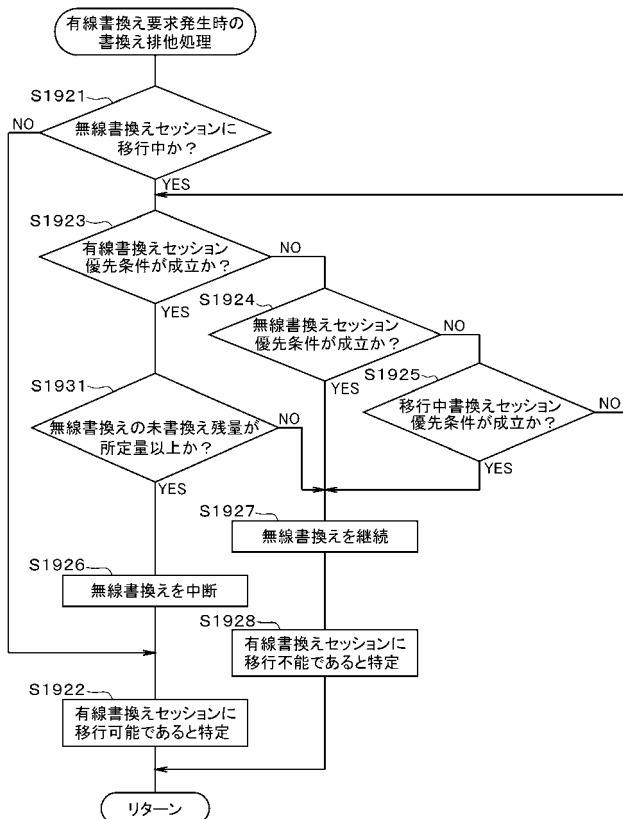 有線書換え要求発生時の
書換え排他処理
S1921
無線書換えセッションに
移行中か？
NO
YES
S1923
有線書換えセッション
優先条件が成立か？
NO
YES
S1924
無線書換えセッション
優先条件が成立か？
NO
YES
S1925
移行中書換えセッション
優先条件が成立か？
NO
YES
S1931
無線書換えの未書換え残量が
所定量以上か？
NO
YES
S1927
無線書換えを継続
S1926
無線書換えを中断
S1928
有線書換えセッションに
移行不能であると特定
S1922
有線書換えセッションに
移行可能であると特定
リターン